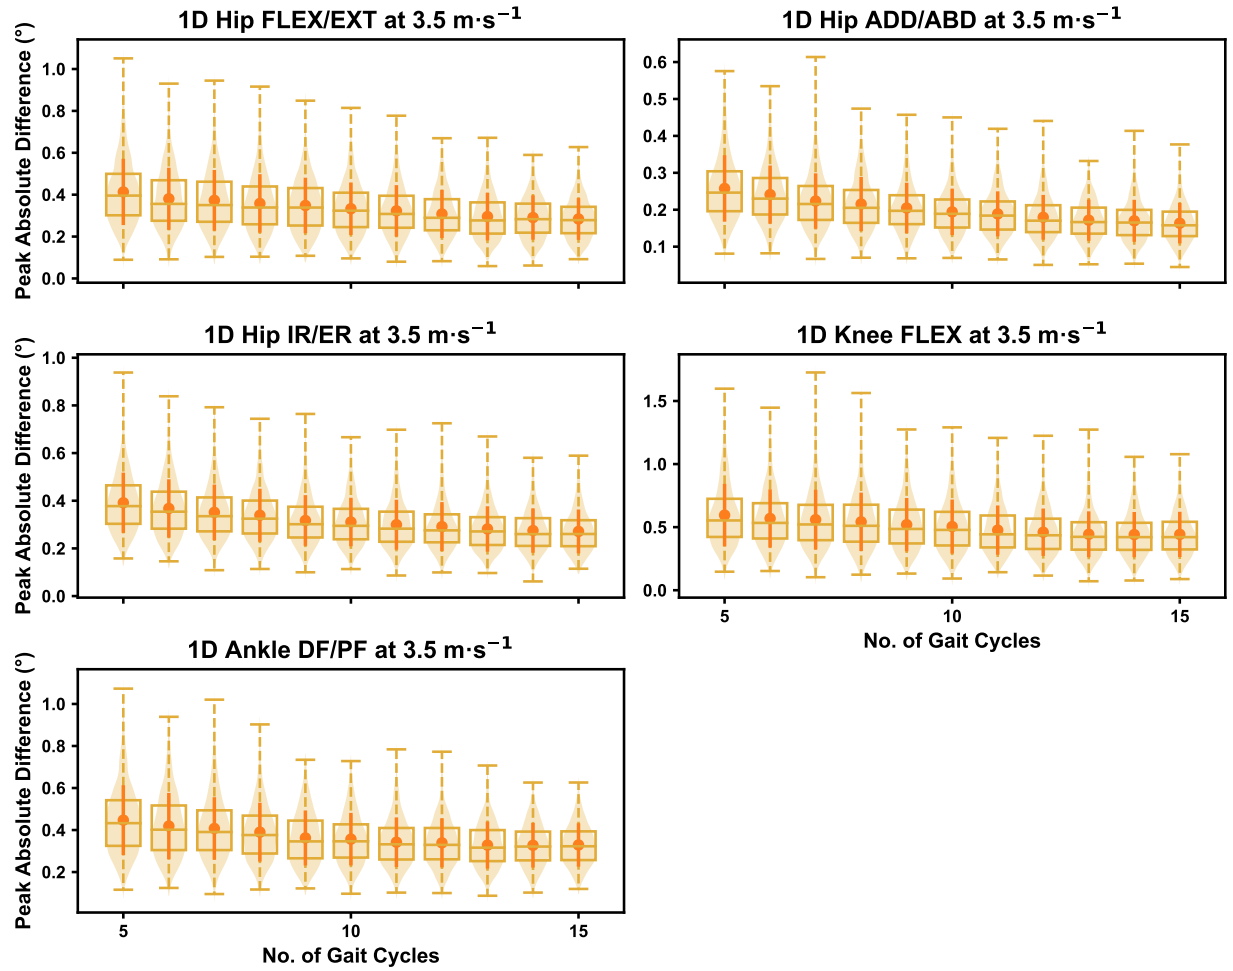 1D Hip FLEX/EXT at 3.5 m·s⁻¹
Peak Absolute Difference (°)
1.0
0.8
0.6
0.4
0.2
0.0
1D Hip ADD/ABD at 3.5 m·s⁻¹
0.6
0.5
0.4
0.3
0.2
0.1
1D Hip IR/ER at 3.5 m·s⁻¹
Peak Absolute Difference (°)
1.0
0.8
0.6
0.4
0.2
0.0
1D Knee FLEX at 3.5 m·s⁻¹
1.5
1.0
0.5
0.0
5 10 15
No. of Gait Cycles
1D Ankle DF/PF at 3.5 m·s⁻¹
Peak Absolute Difference (°)
1.0
0.8
0.6
0.4
0.2
5 10 15
No. of Gait Cycles